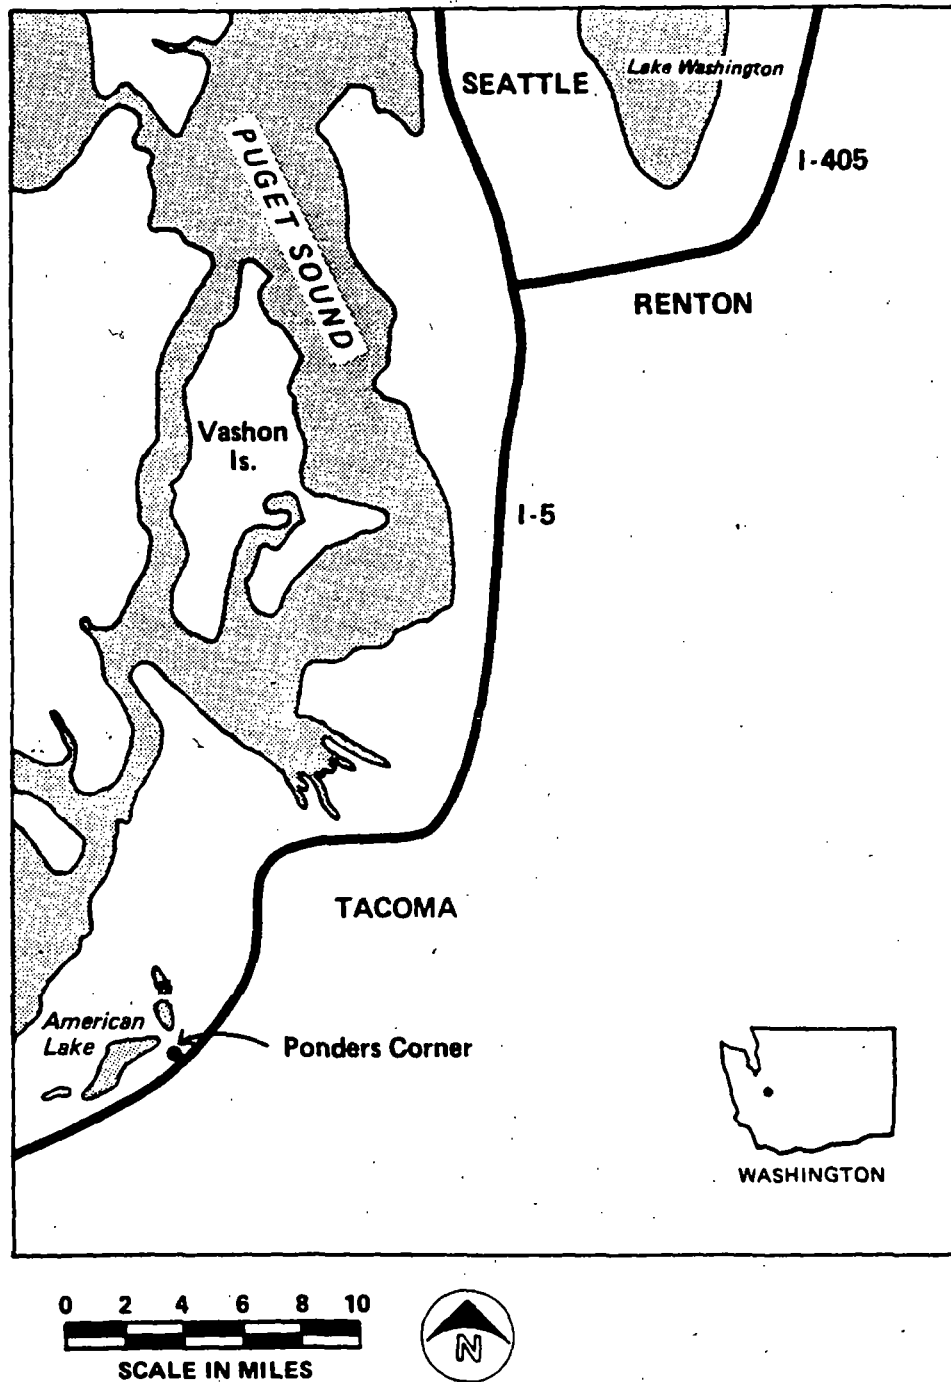 SEATTLE
Lake Washington
PUGET SOUND
I-405
RENTON
Vashon
Is.
I-5
TACOMA
American
Lake
Ponders Corner
WASHINGTON
0 2 4 6 8 10
SCALE IN MILES
N